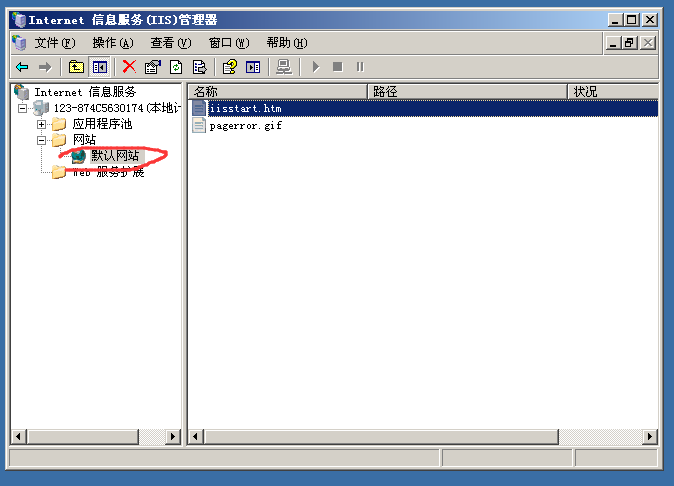 Internet 信息服务(IIS)管理器
文件(F) 操作(A) 查看(V) 窗口(W) 帮助(H)
Internet 信息服务
123-874C5630174(本地计
应用程序池
网站
默认网站
Web 服务扩展
名称 路径 状况
iisstart.htm
pagerror.gif